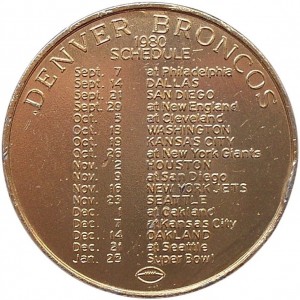 DENVER BRONCOS
1980
SCHEDULE
Sept. 7 at Philadelphia
Sept. 14 DALLAS
Sept. 21 SAN DIEGO
Sept. 29 at New England
Oct. 5 at Cleveland
Oct. 13 WASHINGTON
Oct. 19 KANSAS CITY
Oct. 26 at New York Giants
Nov. 2 HOUSTON
Nov. 9 at San Diego
Nov. 16 NEW YORK JETS
Nov. 23 SEATTLE
Dec. 1 at Oakland
Dec. 7 at Kansas City
Dec. 14 OAKLAND
Dec. 21 at Seattle
Jan. 25 Super Bowl